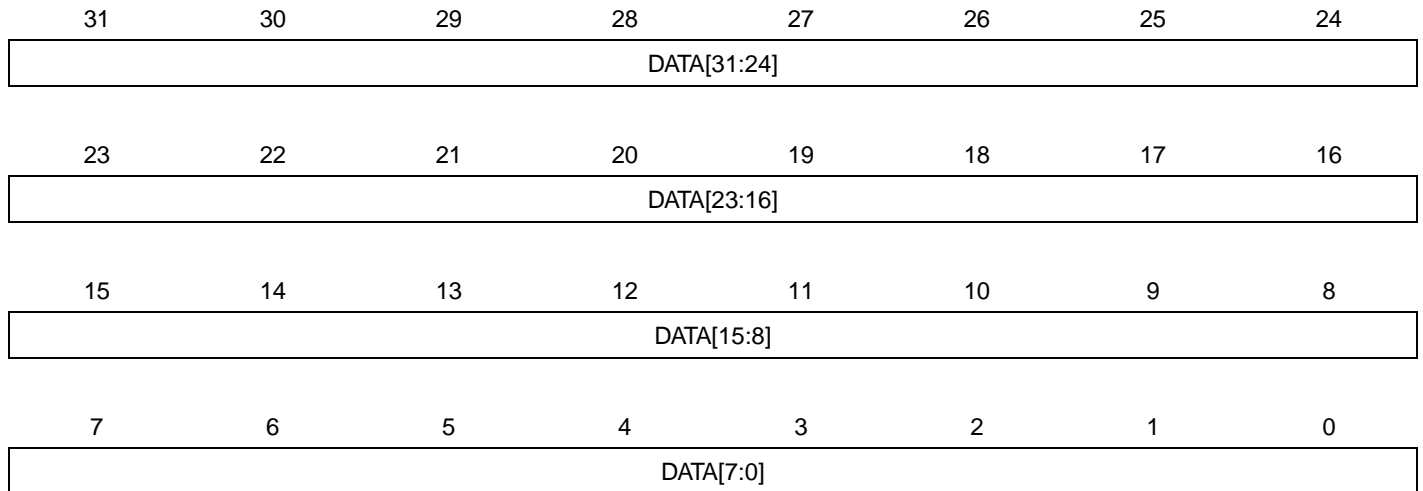 31 30 29 28 27 26 25 24
DATA[31:24]
23 22 21 20 19 18 17 16
DATA[23:16]
15 14 13 12 11 10 9 8
DATA[15:8]
7 6 5 4 3 2 1 0
DATA[7:0]